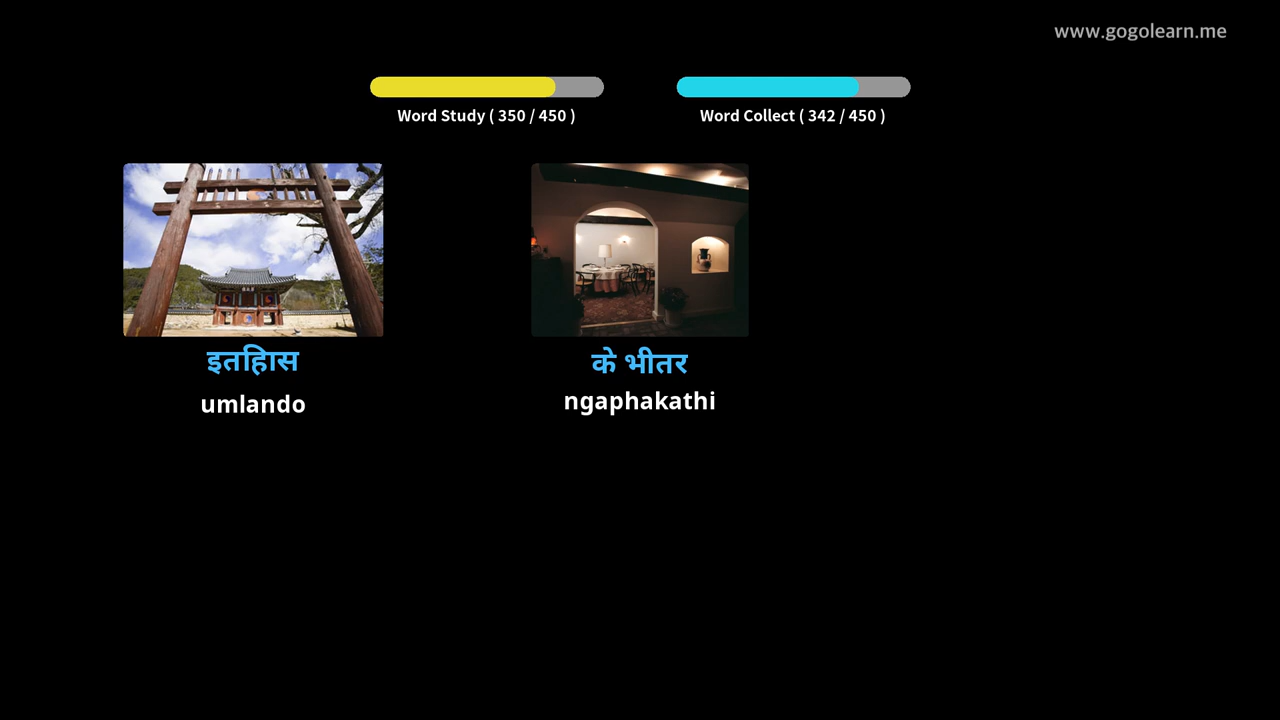 www.gogolearn.me
Word Study ( 350 / 450 )
Word Collect ( 342 / 450 )
इतिहास
umlando
के भीतर
ngaphakathi